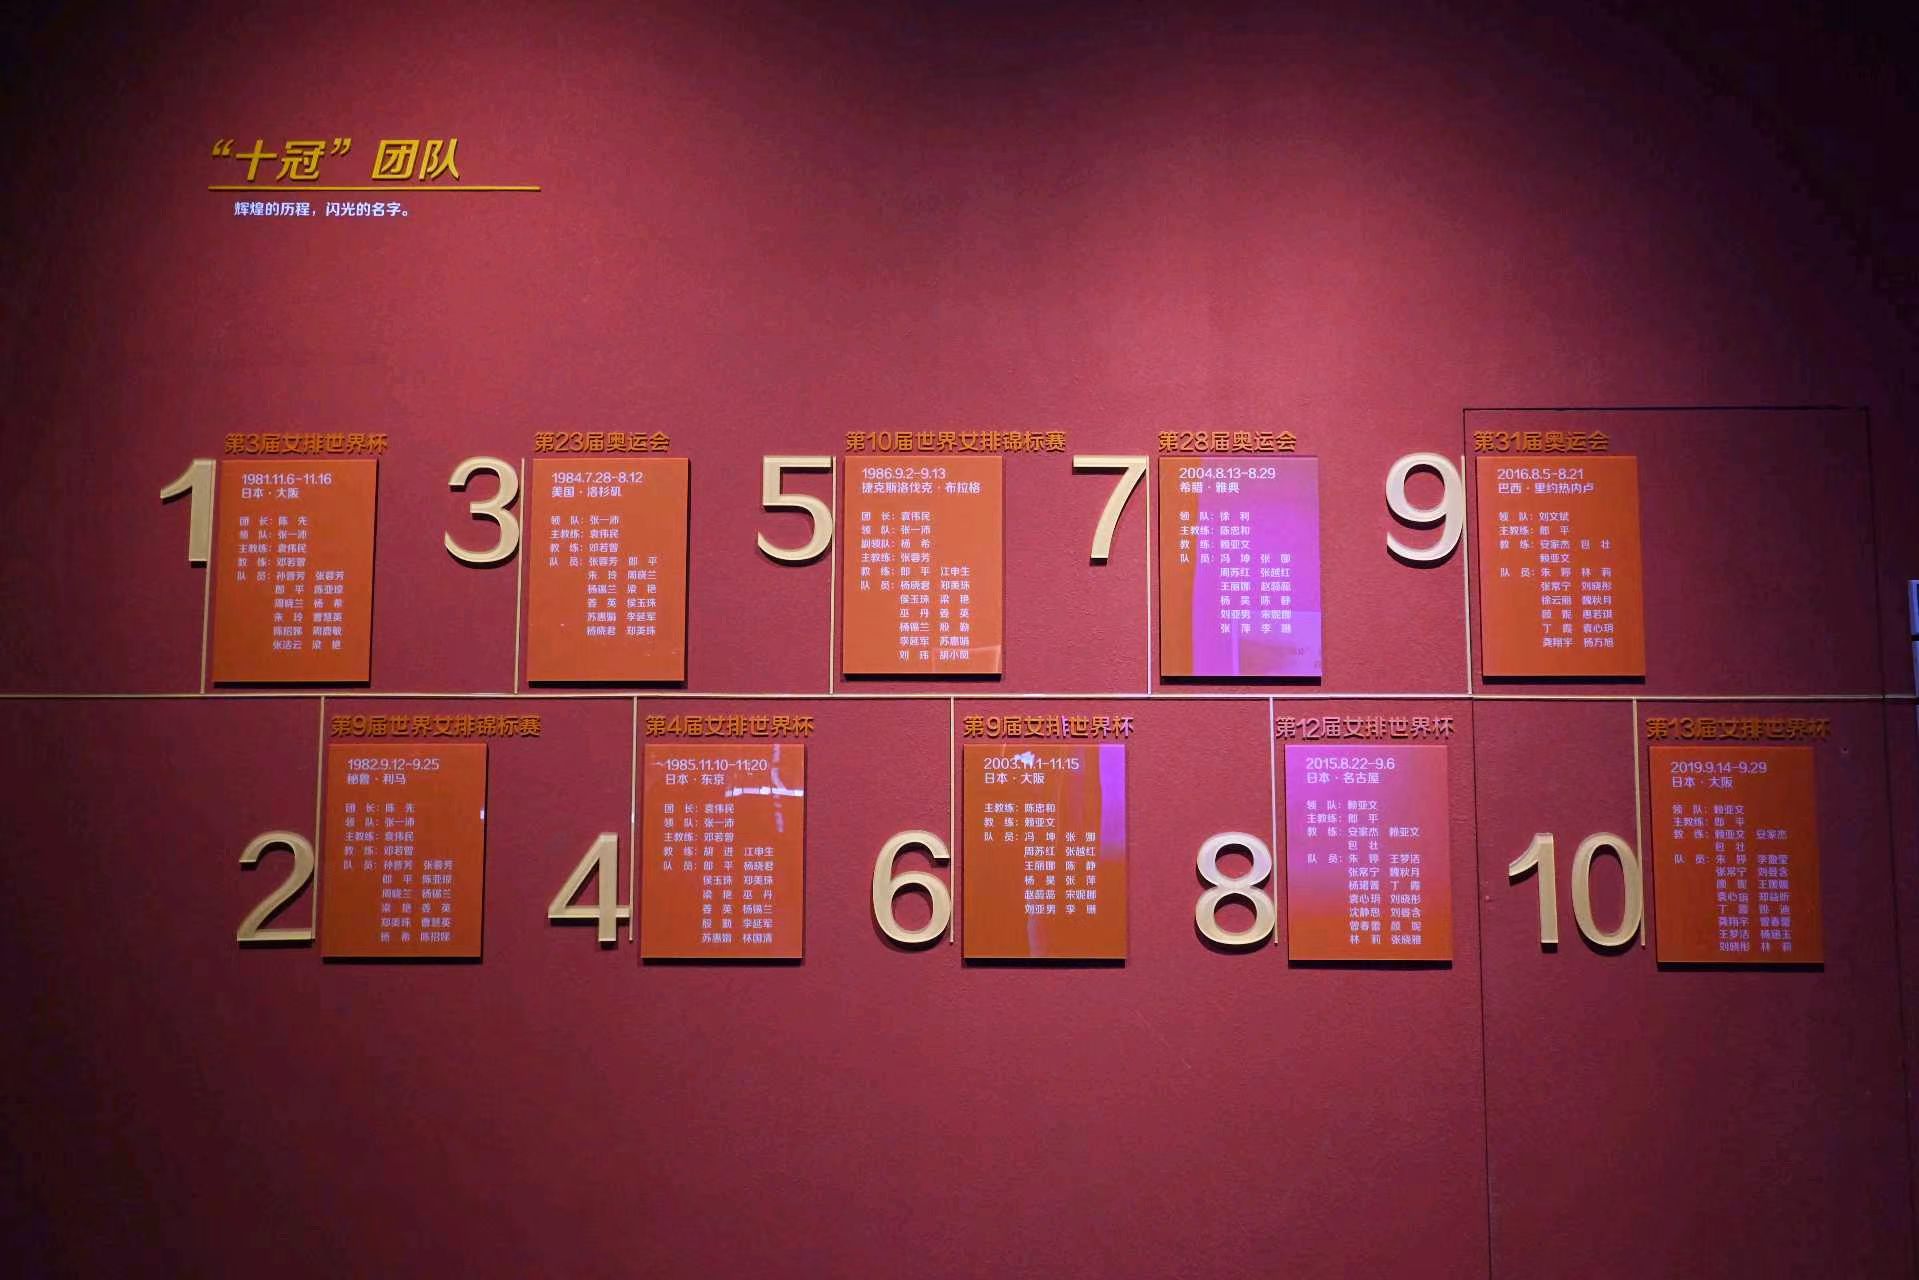 “十冠”团队
辉煌的历程，闪光的名字。
1
第3届女排世界杯
1981.11.6-11.16
日本·大阪
团 长：陈 先
领 队：张一沛
主教练：袁伟民
教 练：邓若曾
队 员：孙晋芳 张蓉芳
郎 平 陈亚琼
周晓兰 杨 希
朱 玲 曹慧英
陈招娣 周鹿敏
张洁云 梁 艳
2
第9届世界女排锦标赛
1982.9.12-9.25
秘鲁·利马
团 长：陈 先
领 队：张一沛
主教练：袁伟民
教 练：邓若曾
队 员：孙晋芳 张蓉芳
郎 平 陈亚琼
周晓兰 杨锡兰
梁 艳 姜 英
郑美珠 曹慧英
杨 希 陈招娣
3
第23届奥运会
1984.7.28-8.12
美国·洛杉矶
领 队：张一沛
主教练：袁伟民
教 练：邓若曾
队 员：张蓉芳 郎 平
朱 玲 周晓兰
杨锡兰 梁 艳
姜 英 侯玉珠
苏惠娟 李延军
杨晓君 郑美珠
4
第4届女排世界杯
1985.11.10-11.20
日本·东京
团 长：袁伟民
领 队：张一沛
主教练：邓若曾
教 练：胡 进 江申生
队 员：郎 平 杨晓君
侯玉珠 郑美珠
梁 艳 巫 丹
姜 英 杨锡兰
殷 勤 李延军
苏惠娟 林国清
5
第10届世界女排锦标赛
1986.9.2-9.13
捷克斯洛伐克·布拉格
团 长：袁伟民
领 队：张一沛
副领队：杨 希
主教练：张蓉芳
教 练：郎 平 江申生
队 员：杨晓君 郑美珠
侯玉珠 梁 艳
巫 丹 姜 英
杨锡兰 殷 勤
李延军 苏惠娟
刘 玮 胡小凤
6
第9届女排世界杯
2003.11.1-11.15
日本·大阪
主教练：陈忠和
教 练：赖亚文
队 员：冯 坤 张 娜
周苏红 张越红
王丽娜 陈 静
杨 昊 张 萍
赵蕊蕊 宋妮娜
刘亚男 李 珊
7
第28届奥运会
2004.8.13-8.29
希腊·雅典
领 队：徐 利
主教练：陈忠和
教 练：赖亚文
队 员：冯 坤 张 娜
周苏红 张越红
王丽娜 赵蕊蕊
杨 昊 陈 静
刘亚男 宋妮娜
张 萍 李 珊
8
第12届女排世界杯
2015.8.22-9.6
日本·名古屋
领 队：赖亚文
主教练：郎 平
教 练：安家杰 赖亚文
包 壮
队 员：朱 婷 王梦洁
张常宁 魏秋月
杨珺菁 丁 霞
袁心玥 刘晓彤
沈静思 刘晏含
曾春蕾 颜 妮
林 莉 张晓雅
9
第31届奥运会
2016.8.5-8.21
巴西·里约热内卢
领 队：刘文斌
主教练：郎 平
教 练：安家杰 包 壮
赖亚文
队 员：朱 婷 林 莉
张常宁 刘晓彤
徐云丽 魏秋月
颜 妮 惠若琪
丁 霞 袁心玥
龚翔宇 杨方旭
10
第13届女排世界杯
2019.9.14-9.29
日本·大阪
领 队：赖亚文
主教练：郎 平
教 练：赖亚文 安家杰
包 壮
队 员：朱 婷 李盈莹
张常宁 刘晏含
颜 妮 王媛媛
袁心玥 郑益昕
丁 霞 姚 迪
龚翔宇 曾春蕾
王梦洁 杨涵玉
刘晓彤 林 莉